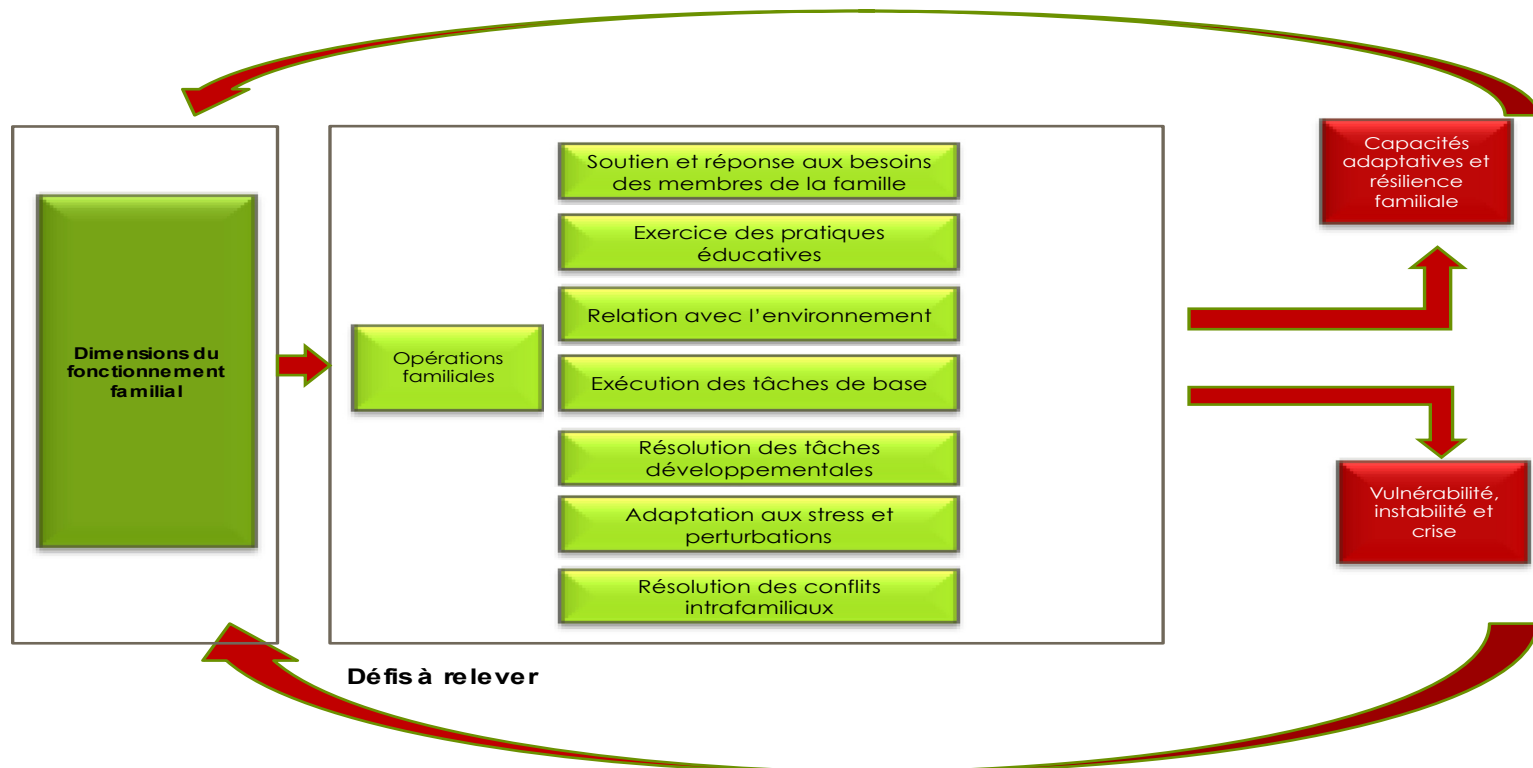 Dimensions du
fonctionnement
familial
Opérations
familiales
Soutien et réponse aux besoins
des membres de la famille
Exercice des pratiques
éducatives
Relation avec l'environnement
Exécution des tâches de base
Résolution des tâches
développementales
Adaptation aux stress et
perturbations
Résolution des conflits
intrafamiliaux
Capacités
adaptatives et
résilience
familiale
Vulnérabilité,
instabilité et
crise
Défis à relever